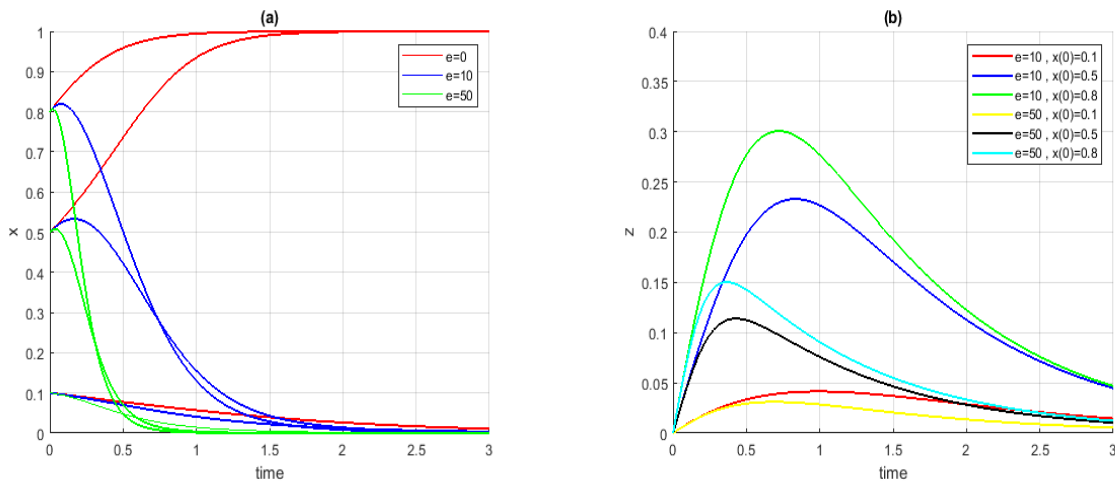 (a)
1
0.9
0.8
0.7
0.6
0.5
0.4
0.3
0.2
0.1
0
x
0
0.5
1
1.5
2
2.5
3
time
e=0
e=10
e=50
(b)
0.4
0.35
0.3
0.25
0.2
0.15
0.1
0.05
0
z
0
0.5
1
1.5
2
2.5
3
time
e=10 , x(0)=0.1
e=10 , x(0)=0.5
e=10 , x(0)=0.8
e=50 , x(0)=0.1
e=50 , x(0)=0.5
e=50 , x(0)=0.8